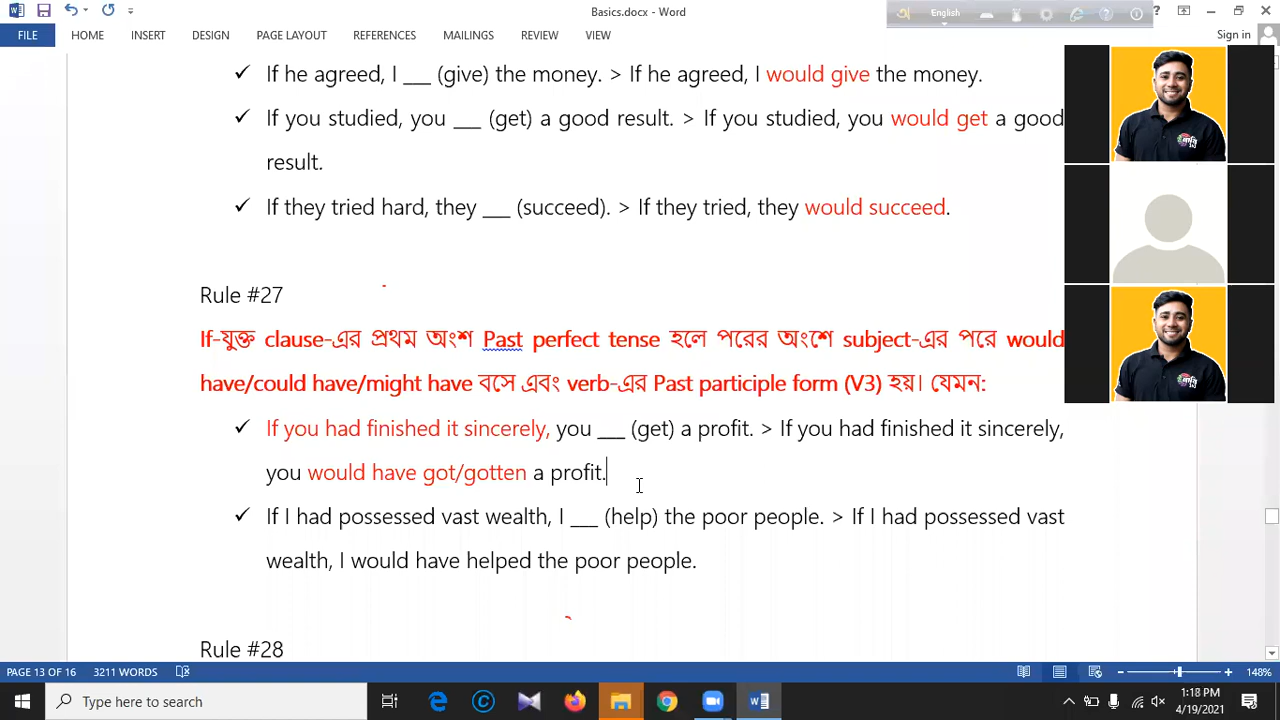 Basics.docx - Word
English
FILE HOME INSERT DESIGN PAGE LAYOUT REFERENCES MAILINGS REVIEW VIEW Sign in
✓ If he agreed, I ___ (give) the money. > If he agreed, I would give the money.
✓ If you studied, you ___ (get) a good result. > If you studied, you would get a good
result.
✓ If they tried hard, they ___ (succeed). > If they tried, they would succeed.
Rule #27
If-যুক্ত clause-এর প্রথম অংশ Past perfect tense হলে পরের অংশে subject-এর পরে would
have/could have/might have বসে এবং verb-এর Past participle form (V3) হয়। যেমন:
✓ If you had finished it sincerely, you ___ (get) a profit. > If you had finished it sincerely,
you would have got/gotten a profit.
✓ If I had possessed vast wealth, I ___ (help) the poor people. > If I had possessed vast
wealth, I would have helped the poor people.
Rule #28
PAGE 13 OF 16 3211 WORDS 148%
Type here to search
1:18 PM
4/19/2021